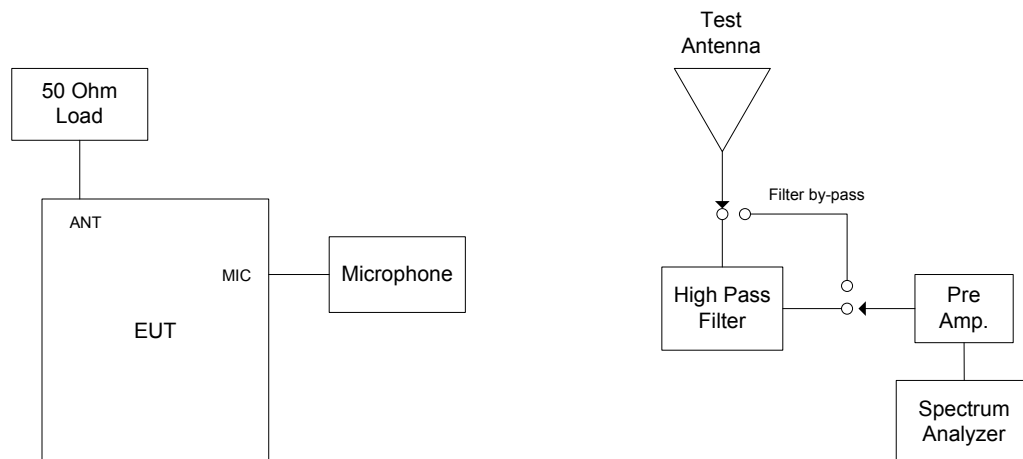 50 Ohm
Load
ANT
MIC
EUT
Microphone
Test
Antenna
Filter by-pass
High Pass
Filter
Pre
Amp.
Spectrum
Analyzer